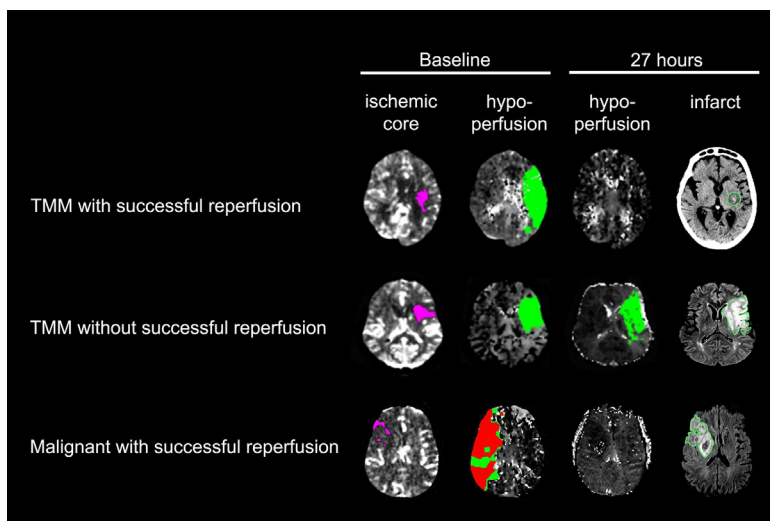 Baseline
27 hours
ischemic core
hypo-perfusion
hypo-perfusion
infarct
TMM with successful reperfusion
TMM without successful reperfusion
Malignant with successful reperfusion